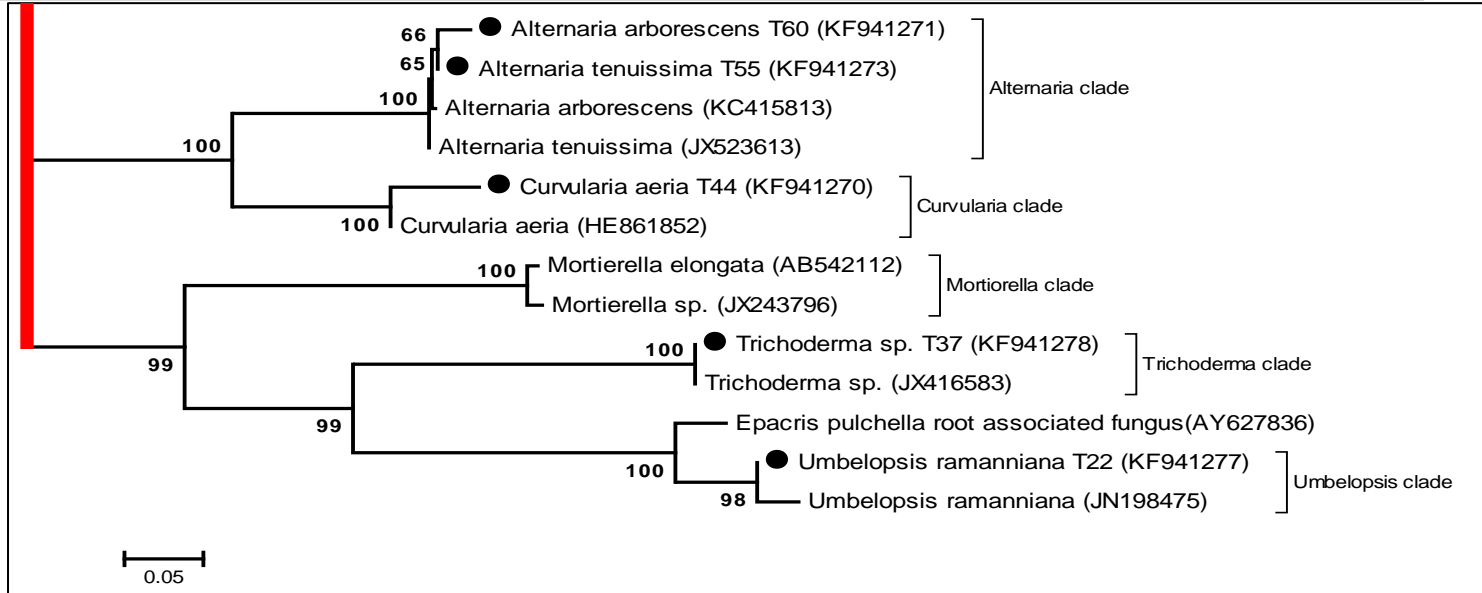 66
Alternaria arborescens T60 (KF941271)
65
Alternaria tenuissima T55 (KF941273)
Alternaria clade
100
Alternaria arborescens (KC415813)
100
Alternaria tenuissima (JX523613)
Curvularia aeria T44 (KF941270)
Curvularia clade
100
Curvularia aeria (HE861852)
100
Mortierella elongata (AB542112)
Mortiorella clade
Mortierella sp. (JX243796)
99
100
Trichoderma sp. T37 (KF941278)
Trichoderma clade
Trichoderma sp. (JX416583)
99
Epacris pulchella root associated fungus(AY627836)
100
Umbelopsis ramanniana T22 (KF941277)
Umbelopsis clade
98
Umbelopsis ramanniana (JN198475)
0.05